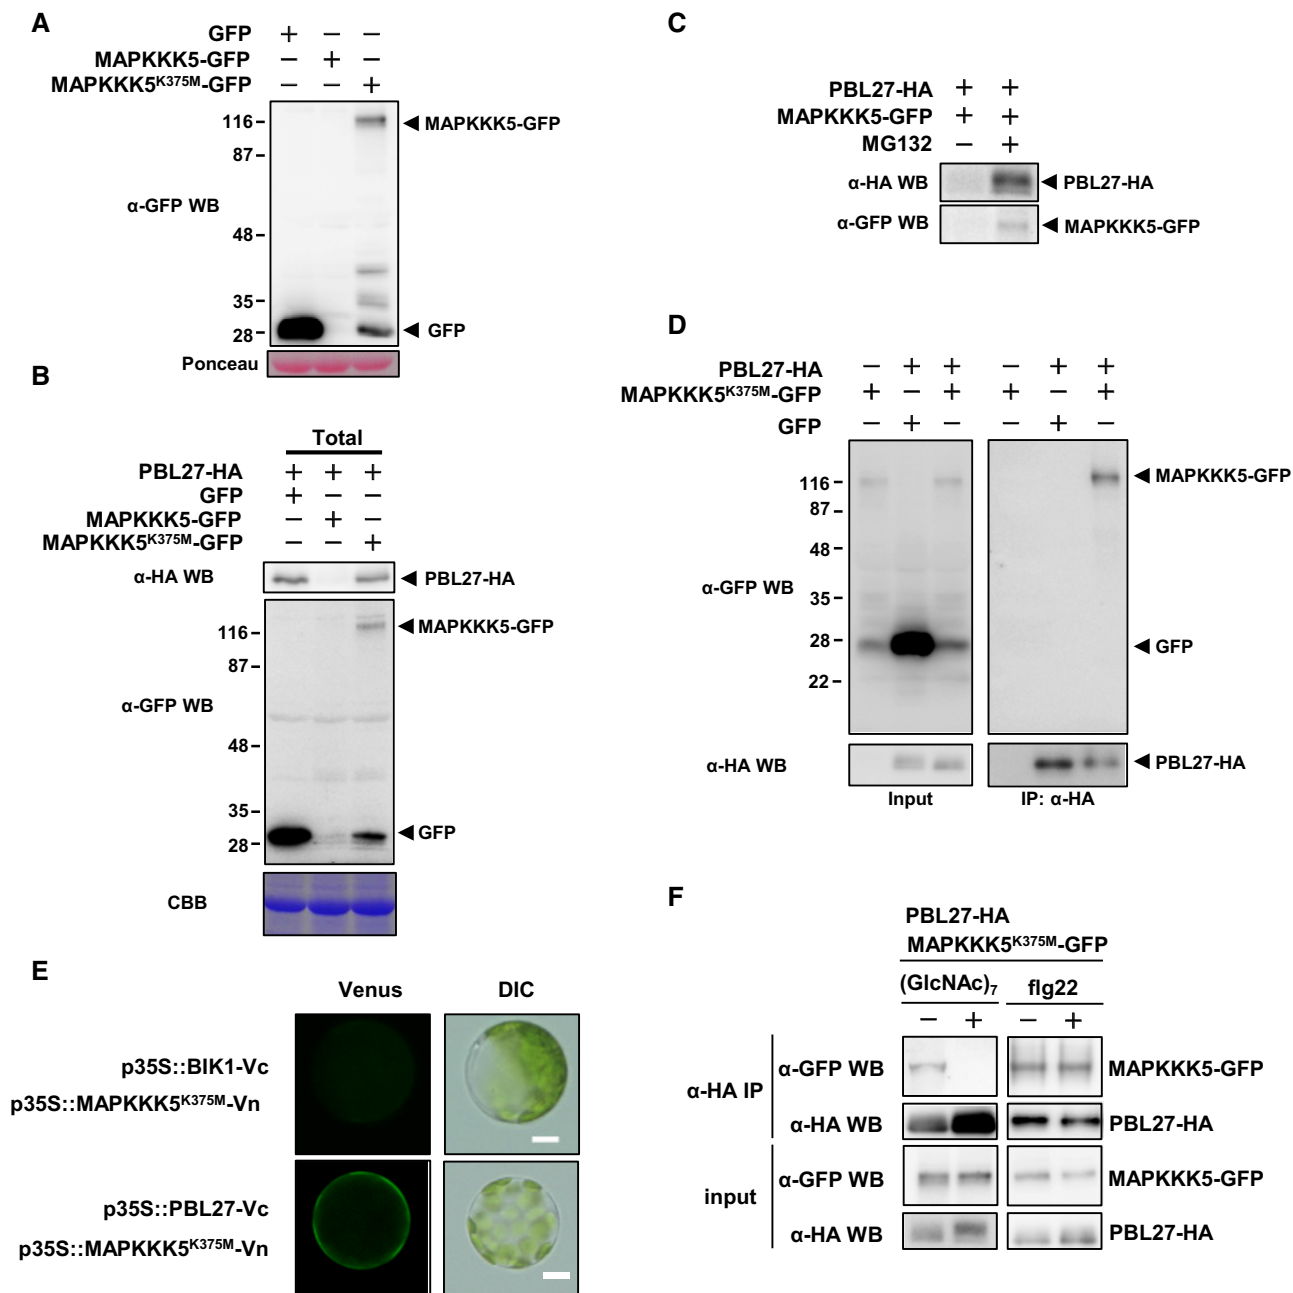 A
GFP + − −
MAPKKK5-GFP − + −
MAPKKK5K375M-GFP − − +
116
87
48
35
28
α-GFP WB
MAPKKK5-GFP
GFP
Ponceau
B
Total
PBL27-HA + + +
GFP + − −
MAPKKK5-GFP − + −
MAPKKK5K375M-GFP − − +
α-HA WB
PBL27-HA
116
87
48
35
28
α-GFP WB
MAPKKK5-GFP
GFP
CBB
C
PBL27-HA + +
MAPKKK5-GFP + +
MG132 − +
α-HA WB
PBL27-HA
α-GFP WB
MAPKKK5-GFP
D
PBL27-HA − + + − + +
MAPKKK5K375M-GFP + − + + − +
GFP − + − − + −
116
87
48
35
28
22
α-GFP WB
MAPKKK5-GFP
GFP
α-HA WB
PBL27-HA
Input
IP: α-HA
E
Venus
DIC
p35S::BIK1-Vc
p35S::MAPKKK5K375M-Vn
p35S::PBL27-Vc
p35S::MAPKKK5K375M-Vn
F
PBL27-HA
MAPKKK5K375M-GFP
(GlcNAc)7
flg22
− + − +
α-HA IP
α-GFP WB
MAPKKK5-GFP
α-HA WB
PBL27-HA
input
α-GFP WB
MAPKKK5-GFP
α-HA WB
PBL27-HA